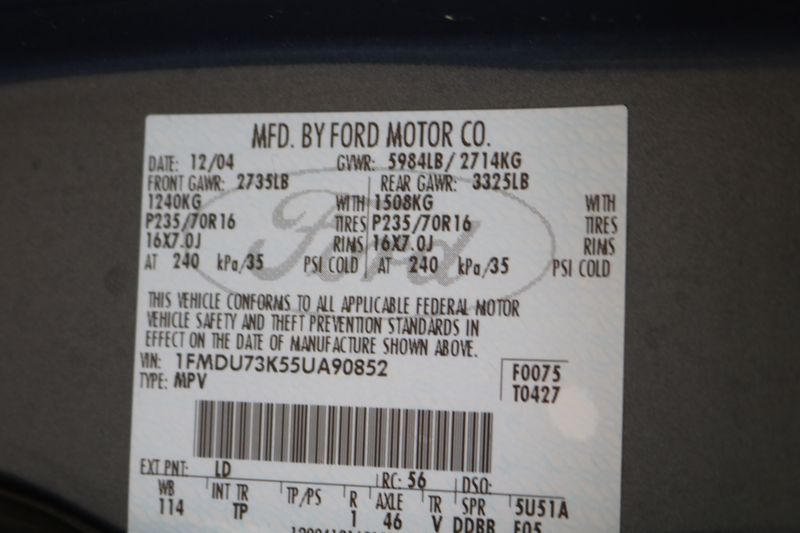 MFD. BY FORD MOTOR CO.
DATE: 12/04 GVWR: 5984LB/2714KG
FRONT GAWR: 2735LB REAR GAWR: 3325LB
1240KG WITH 1508KG WITH
P235/70R16 TIRES P235/70R16 TIRES
16X7.0J RIMS 16X7.0J RIMS
AT 240 kPa/35 PSI COLD AT 240 kPa/35 PSI COLD
Ford
THIS VEHICLE CONFORMS TO ALL APPLICABLE FEDERAL MOTOR
VEHICLE SAFETY AND THEFT PREVENTION STANDARDS IN
EFFECT ON THE DATE OF MANUFACTURE SHOWN ABOVE.
VIN: 1FMDU73K55UA90852 F0075
TYPE: MPV T0427
EXT PNT: LD RC: 56 DSO:
WB INT TR TP/PS R AXLE TR SPR 5U51A
114 TP 1 46 V DDBB F05